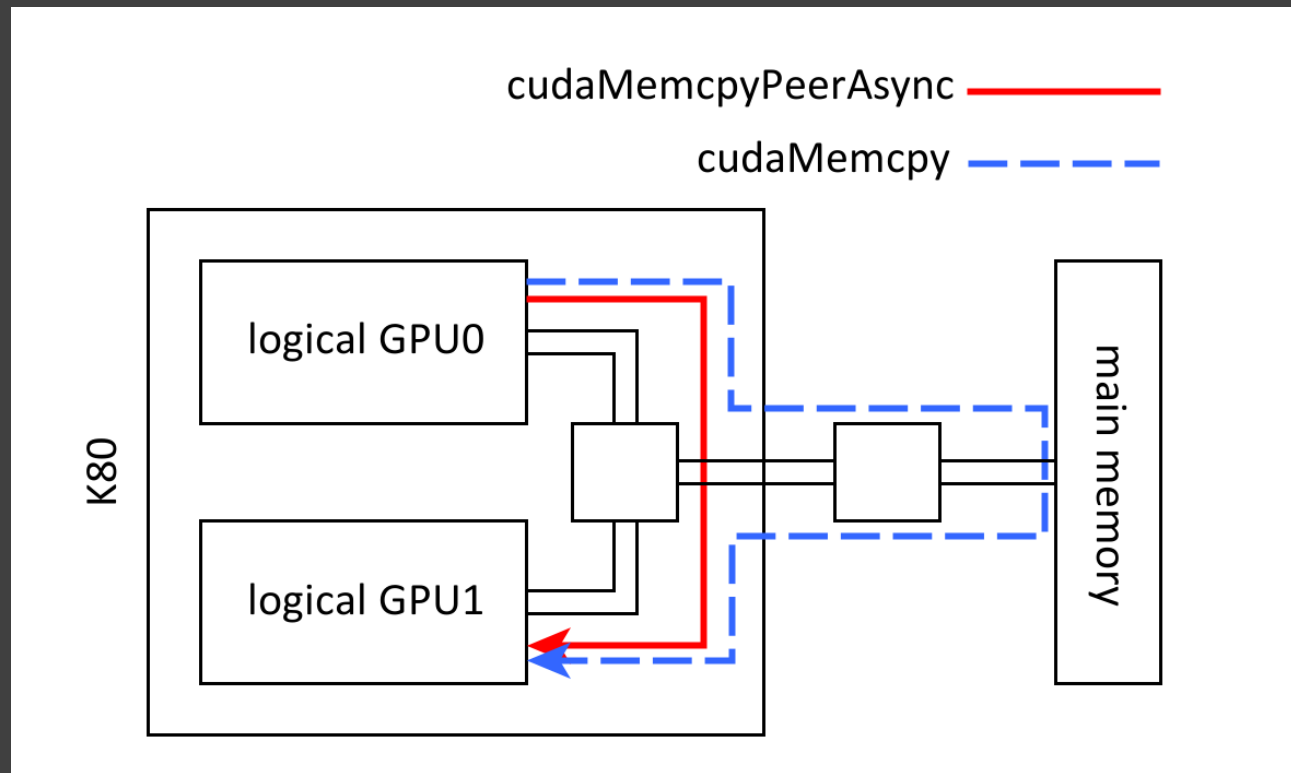 cudaMemcpyPeerAsync
cudaMemcpy
logical GPU0
K80
logical GPU1
main memory